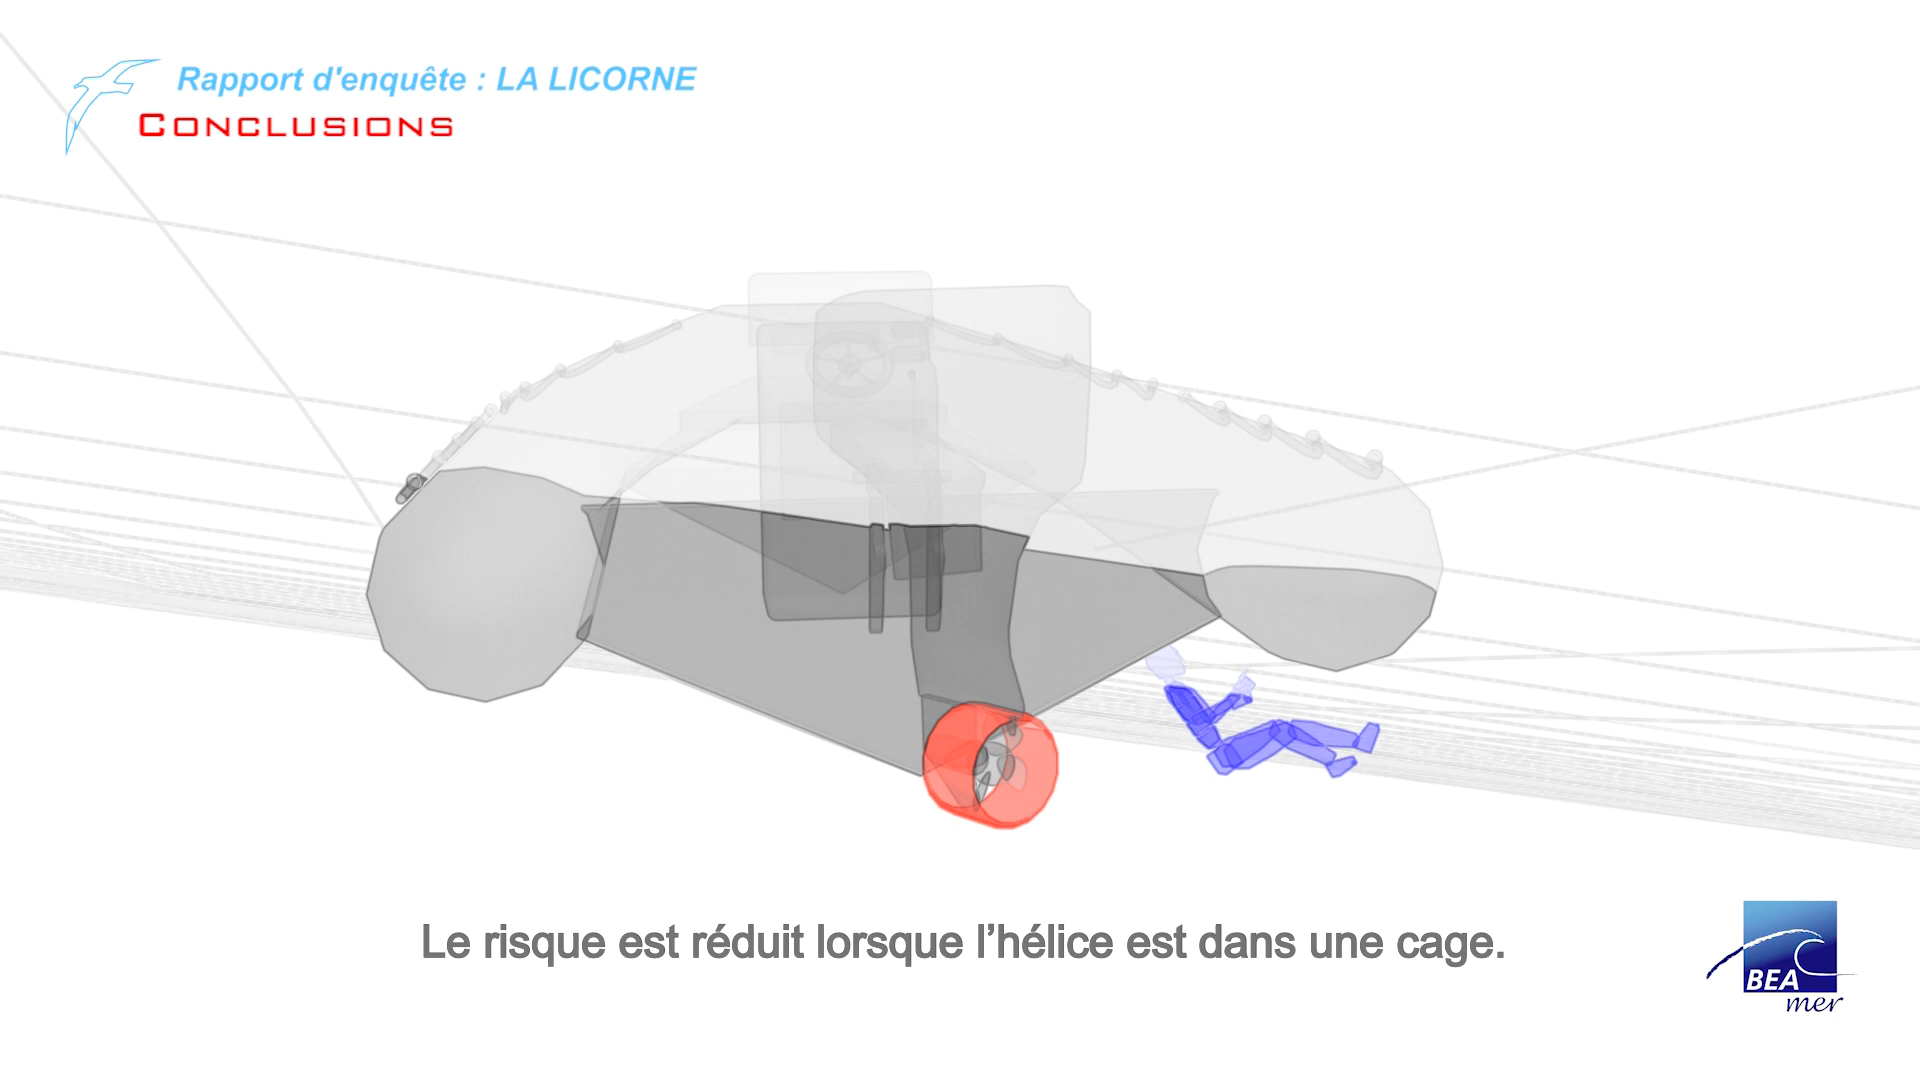 Rapport d'enquête : LA LICORNE
CONCLUSIONS
Le risque est réduit lorsque l’hélice est dans une cage.
BEA
mer